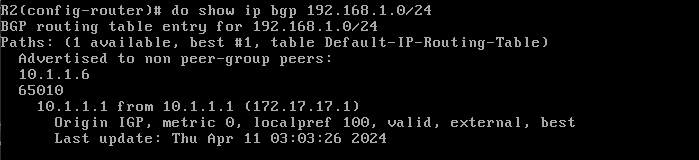 R2(config-router)# do show ip bgp 192.168.1.0/24
BGP routing table entry for 192.168.1.0/24
Paths: (1 available, best #1, table Default-IP-Routing-Table)
  Advertised to non peer-group peers:
  10.1.1.6
  65010
    10.1.1.1 from 10.1.1.1 (172.17.17.1)
      Origin IGP, metric 0, localpref 100, valid, external, best
      Last update: Thu Apr 11 03:03:26 2024